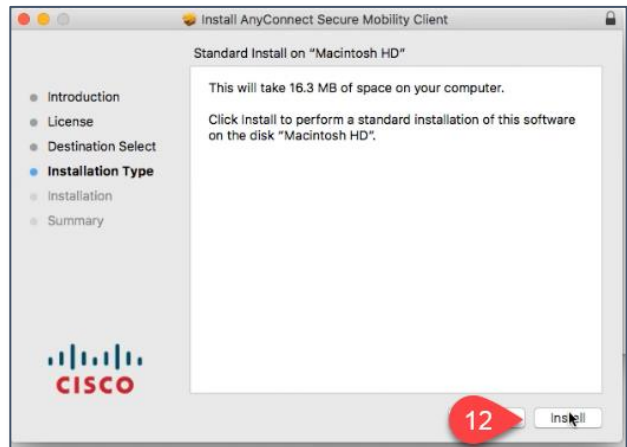 Install AnyConnect Secure Mobility Client
Standard Install on "Macintosh HD"
Introduction
License
Destination Select
Installation Type
Installation
Summary
This will take 16.3 MB of space on your computer.
Click Install to perform a standard installation of this software
on the disk "Macintosh HD".
CISCO
12
Install